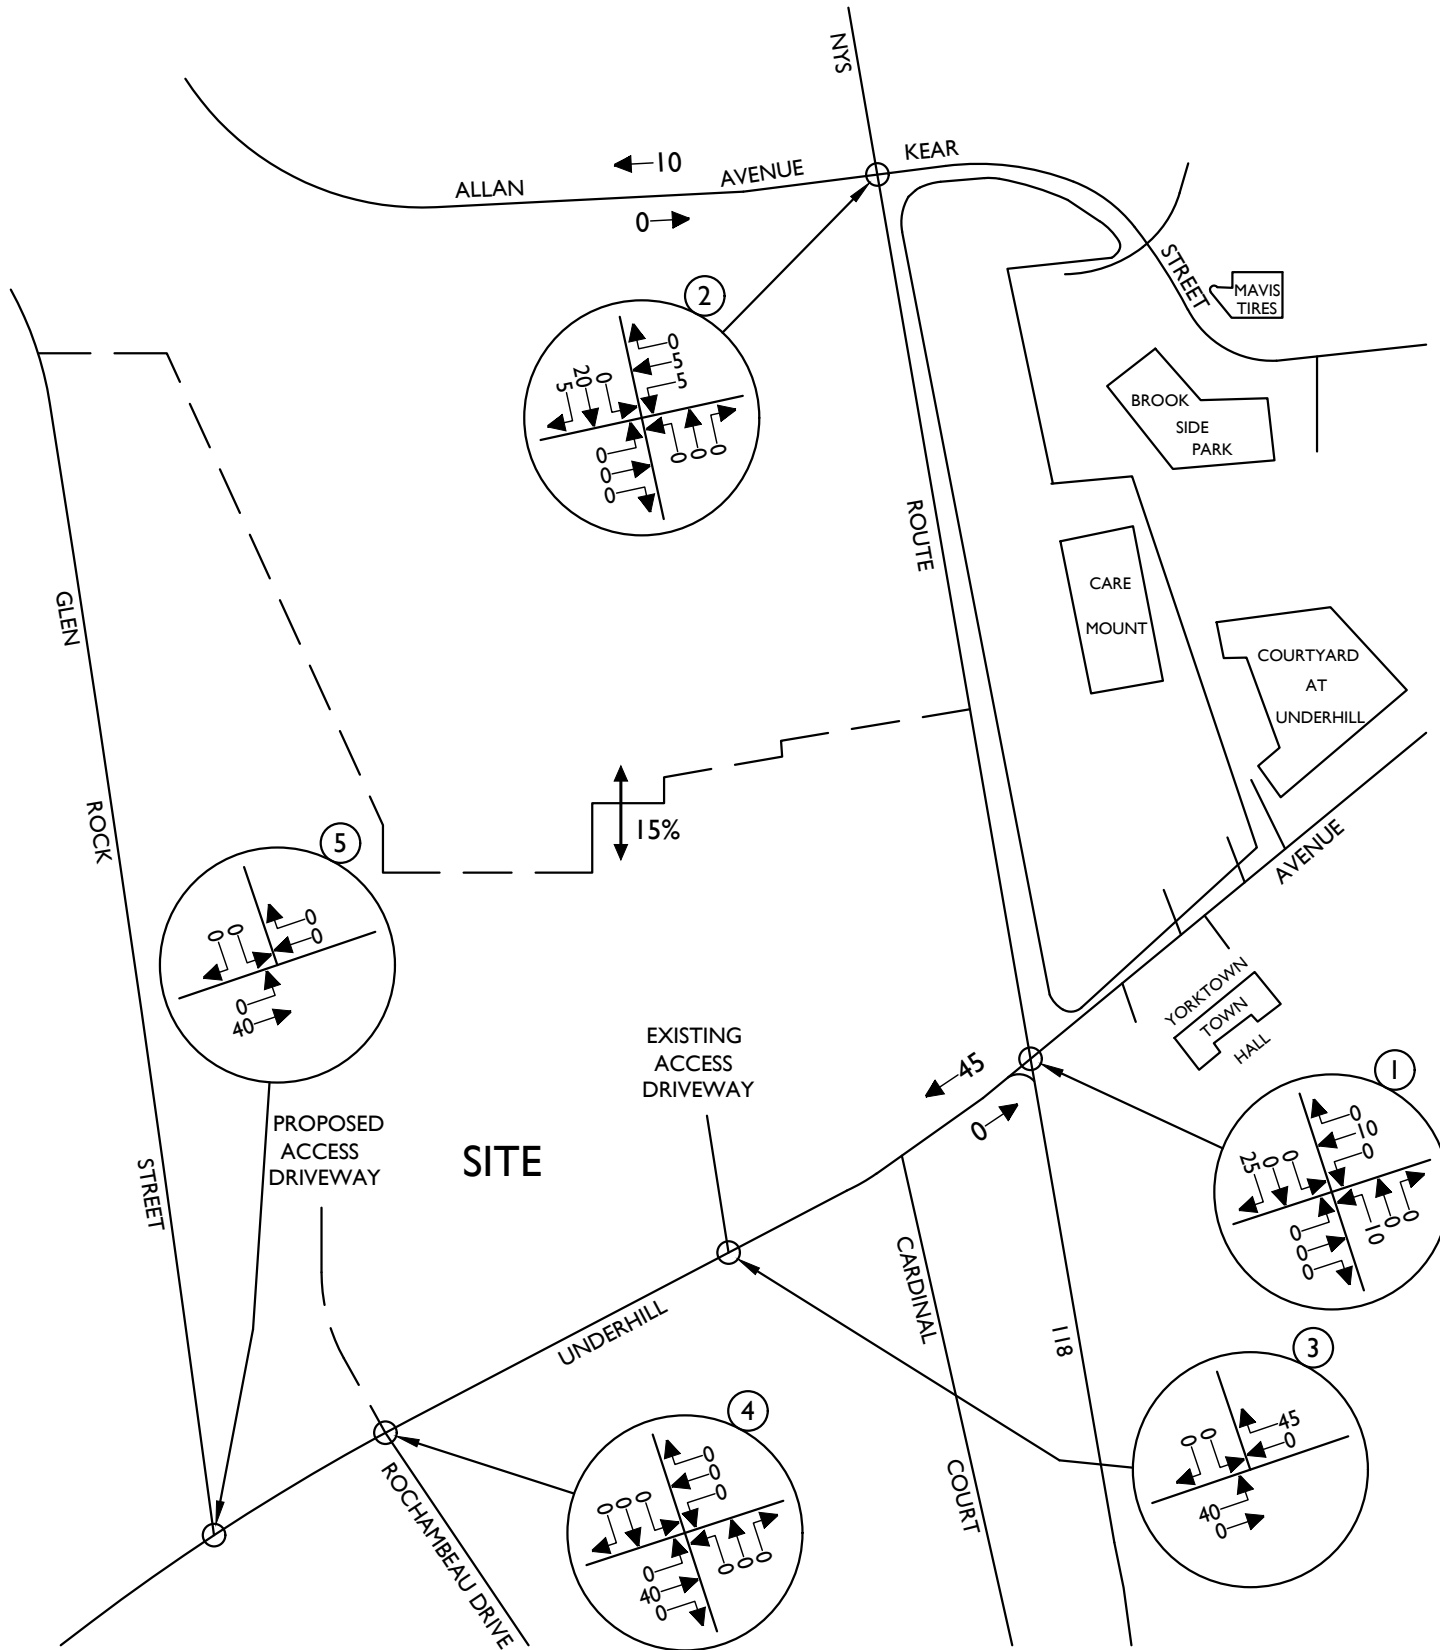 NYS
KEAR
10
ALLAN
AVENUE
0
STREET
2
MAVIS
TIRES
0
5
5
5
20
0
0
0
0
0
0
0
BROOK
SIDE
PARK
ROUTE
GLEN
CARE
MOUNT
COURTYARD
AT
UNDERHILL
15%
ROCK
5
AVENUE
0
0
0
0
0
40
YORKTOWN
TOWN
HALL
EXISTING
ACCESS
DRIVEWAY
45
0
1
PROPOSED
ACCESS
DRIVEWAY
SITE
STREET
0
10
0
25
0
0
0
0
0
10
0
0
CARDINAL
UNDERHILL
118
3
45
0
0
0
40
0
4
0
0
0
0
0
0
0
40
0
0
0
0
COURT
ROCHAMBEAU DRIVE